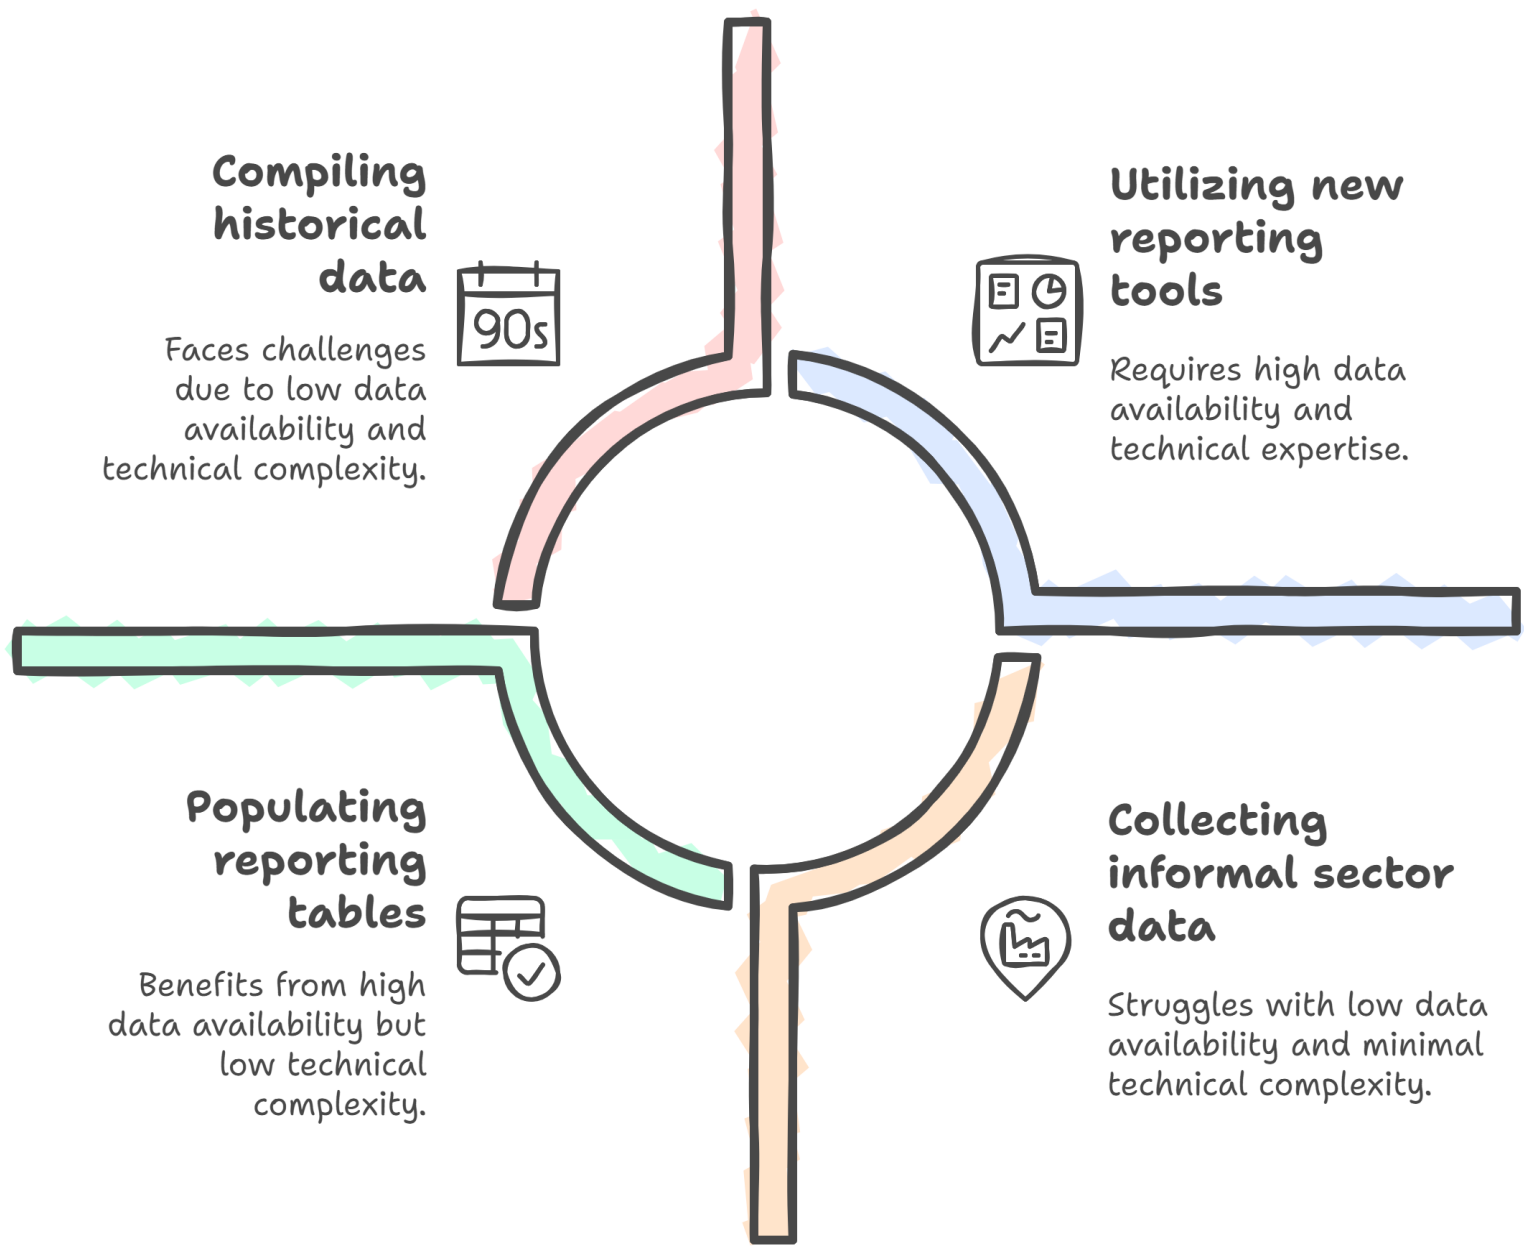 Compiling
historical
data
90s
Faces challenges
due to low data
availability and
technical complexity.
Utilizing new
reporting
tools
Requires high data
availability and
technical expertise.
Populating
reporting
tables
Benefits from high
data availability but
low technical
complexity.
Collecting
informal sector
data
Struggles with low data
availability and minimal
technical complexity.